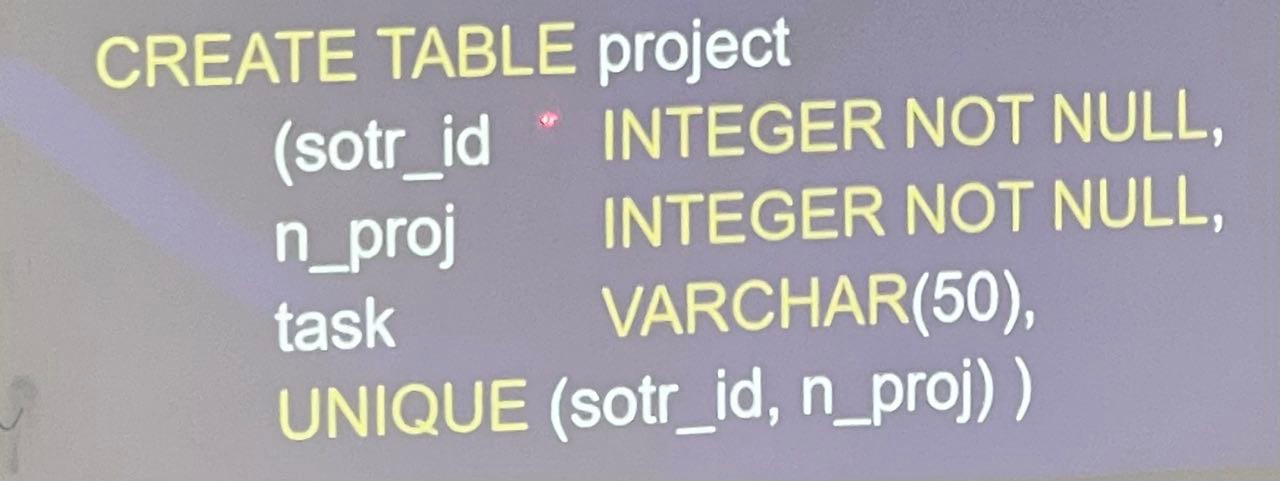 CREATE TABLE project
(sotr_id INTEGER NOT NULL,
n_proj INTEGER NOT NULL,
task VARCHAR(50),
UNIQUE (sotr_id, n_proj) )